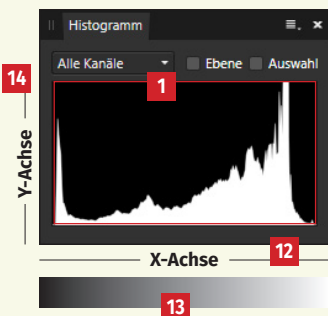 Histogramm
Alle Kanäle
Ebene
Auswahl
1
14
Y-Achse
12
X-Achse
13